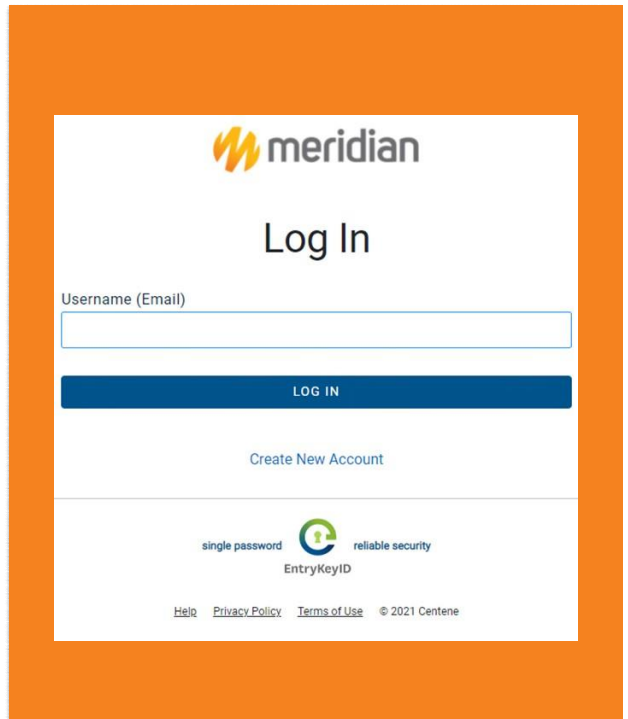 meridian
Log In
Username (Email)
LOG IN
Create New Account
single password reliable security
EntryKeyID
Help Privacy Policy Terms of Use © 2021 Centene